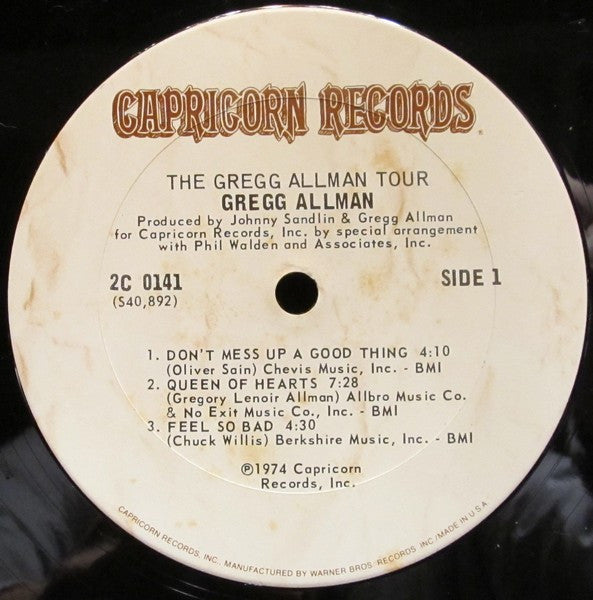 CAPRICORN RECORDS
THE GREGG ALLMAN TOUR
GREGG ALLMAN
Produced by Johnny Sandlin & Gregg Allman
for Capricorn Records, Inc. by special arrangement
with Phil Walden and Associates, Inc.
2C 0141 SIDE 1
(S40,892)
1. DON'T MESS UP A GOOD THING 4:10
(Oliver Sain) Chevis Music, Inc. - BMI
2. QUEEN OF HEARTS 7:28
(Gregory Lenoir Allman) Allbro Music Co.
& No Exit Music Co., Inc. - BMI
3. FEEL SO BAD 4:30
(Chuck Willis) Berkshire Music, Inc. - BMI
℗1974 Capricorn
Records, Inc.
CAPRICORN RECORDS, INC., MANUFACTURED BY WARNER BROS. RECORDS INC./MADE IN U.S.A.